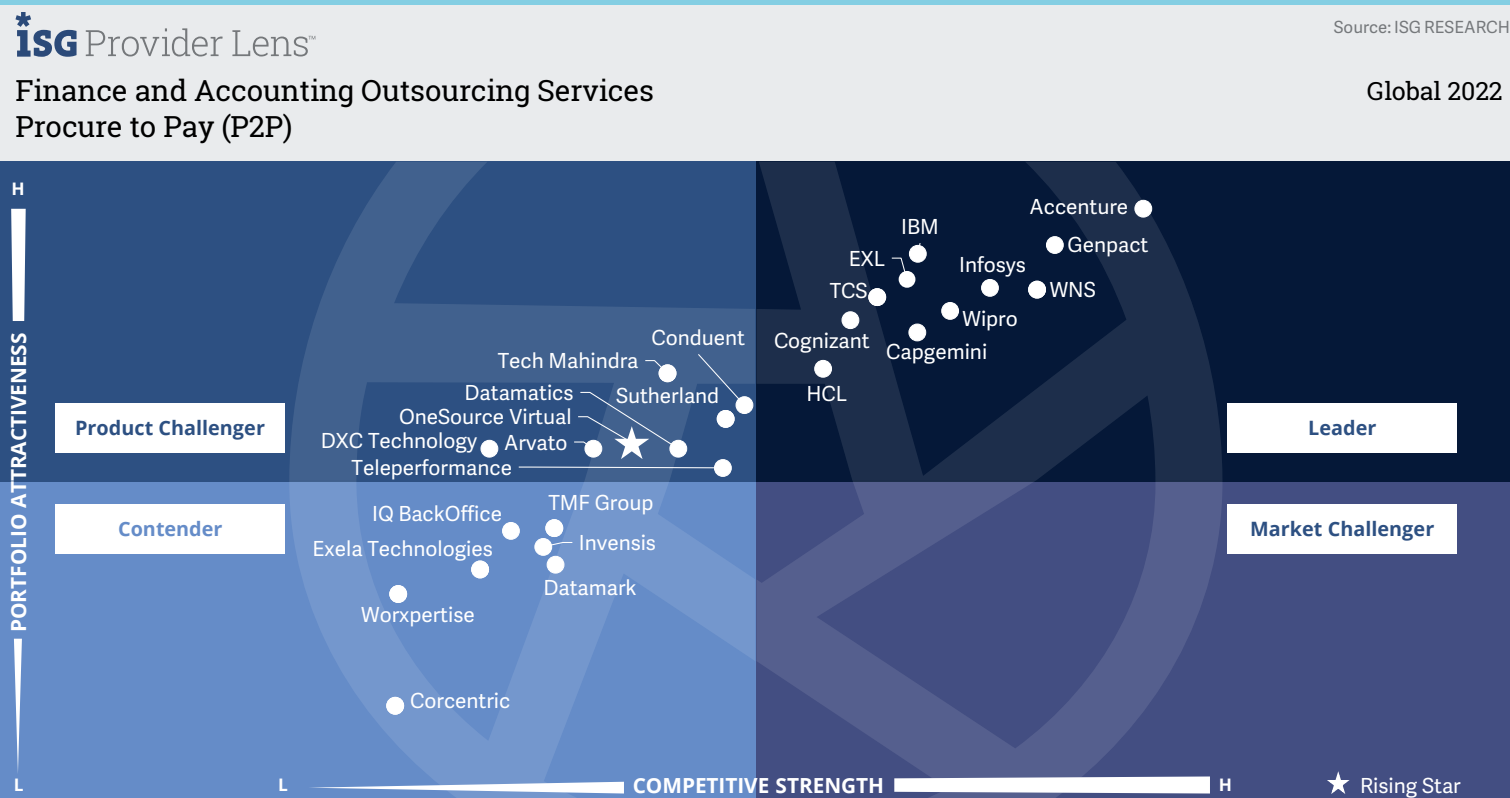 ISG Provider Lens™
Source: ISG RESEARCH
Finance and Accounting Outsourcing Services
Procure to Pay (P2P)
Global 2022
H
PORTFOLIO ATTRACTIVENESS
L
Accenture
IBM
Genpact
EXL
Infosys
TCS
WNS
Wipro
Cognizant
Capgemini
HCL
Conduent
Tech Mahindra
Datamatics
Sutherland
OneSource Virtual
DXC Technology
Arvato
Teleperformance
Product Challenger
Leader
TMF Group
IQ BackOffice
Invensis
Exela Technologies
Datamark
Worxpertise
Corcentric
Contender
Market Challenger
L
COMPETITIVE STRENGTH
H
Rising Star